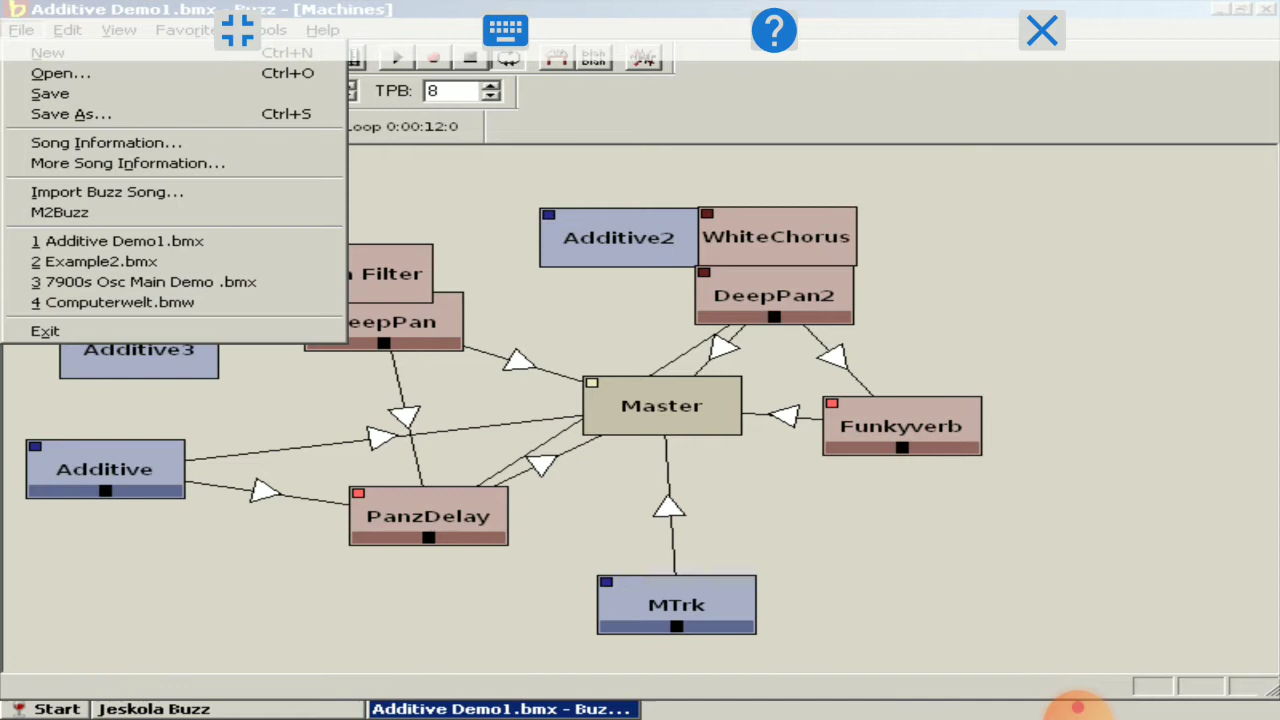 Additive Demo1.bmx - Buzz - [Machines]
File Edit View Favori ols Help
New Ctrl+N
Open... Ctrl+O
Save
Save As... Ctrl+S
TPB: 8
oop 0:00:12:0
Song Information...
More Song Information...
Import Buzz Song...
M2Buzz
1 Additive Demo1.bmx
2 Example2.bmx
3 7900s Osc Main Demo .bmx
4 Computerwelt.bmw
Exit
Additive2
WhiteChorus
Filter
DeepPan2
eepPan
Additive3
Master
Funkyverb
Additive
PanzDelay
MTrk
Start Jeskola Buzz Additive Demo1.bmx - Buz...